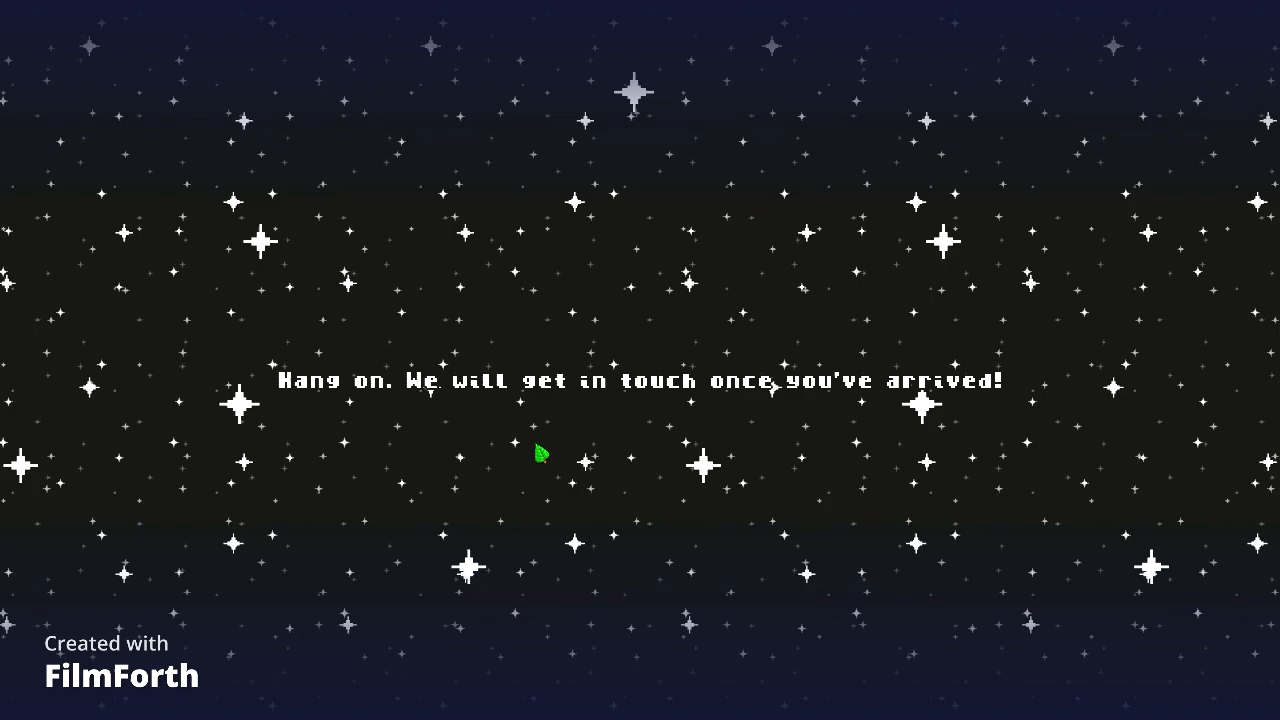 Hang on. We will get in touch once you've arrived!
Created with
FilmForth